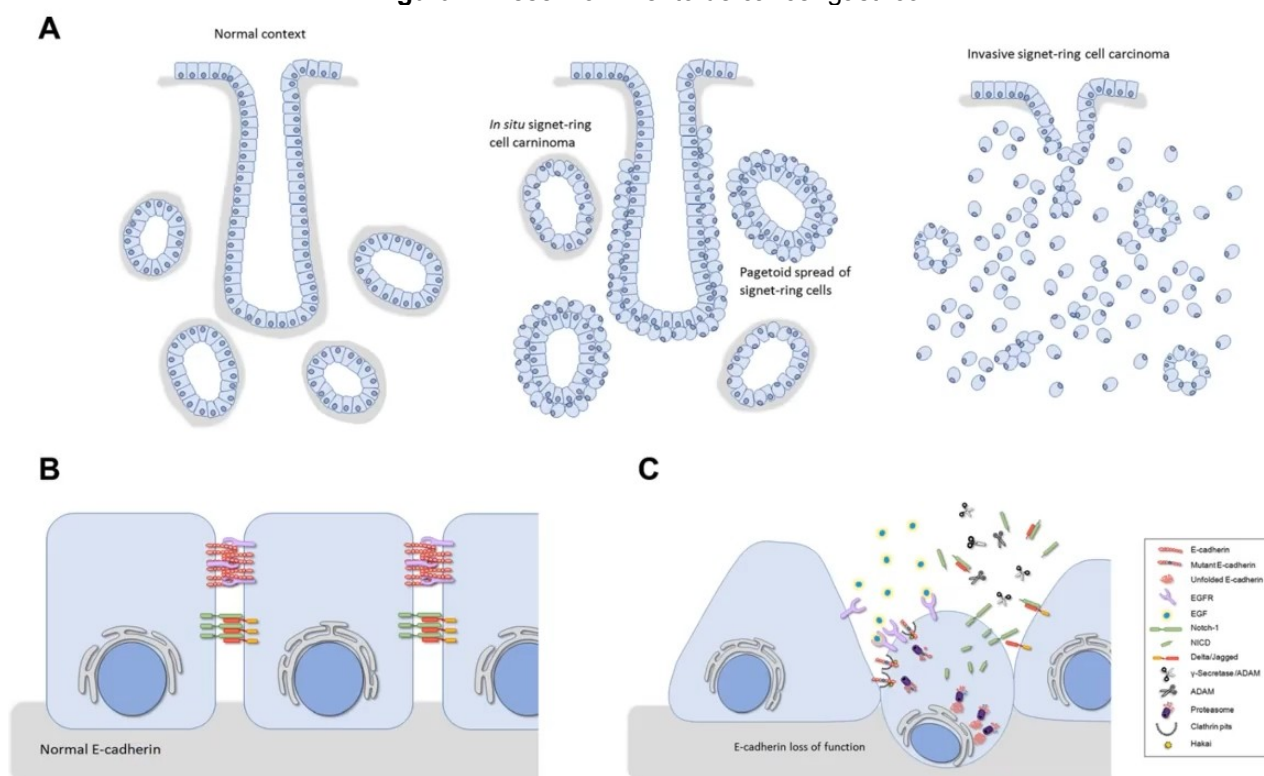 A
Normal context
In situ signet-ring
cell carninoma
Pagetoid spread of
signet-ring cells
Invasive signet-ring cell carcinoma
B
Normal E-cadherin
C
E-cadherin loss of function
E-cadherin
Mutant E-cadherin
Unfolded E-cadherin
EGFR
EGF
Notch-1
NICD
Delta/Jagged
γ-Secretase/ADAM
ADAM
Proteasome
Clathrin pits
Hakai